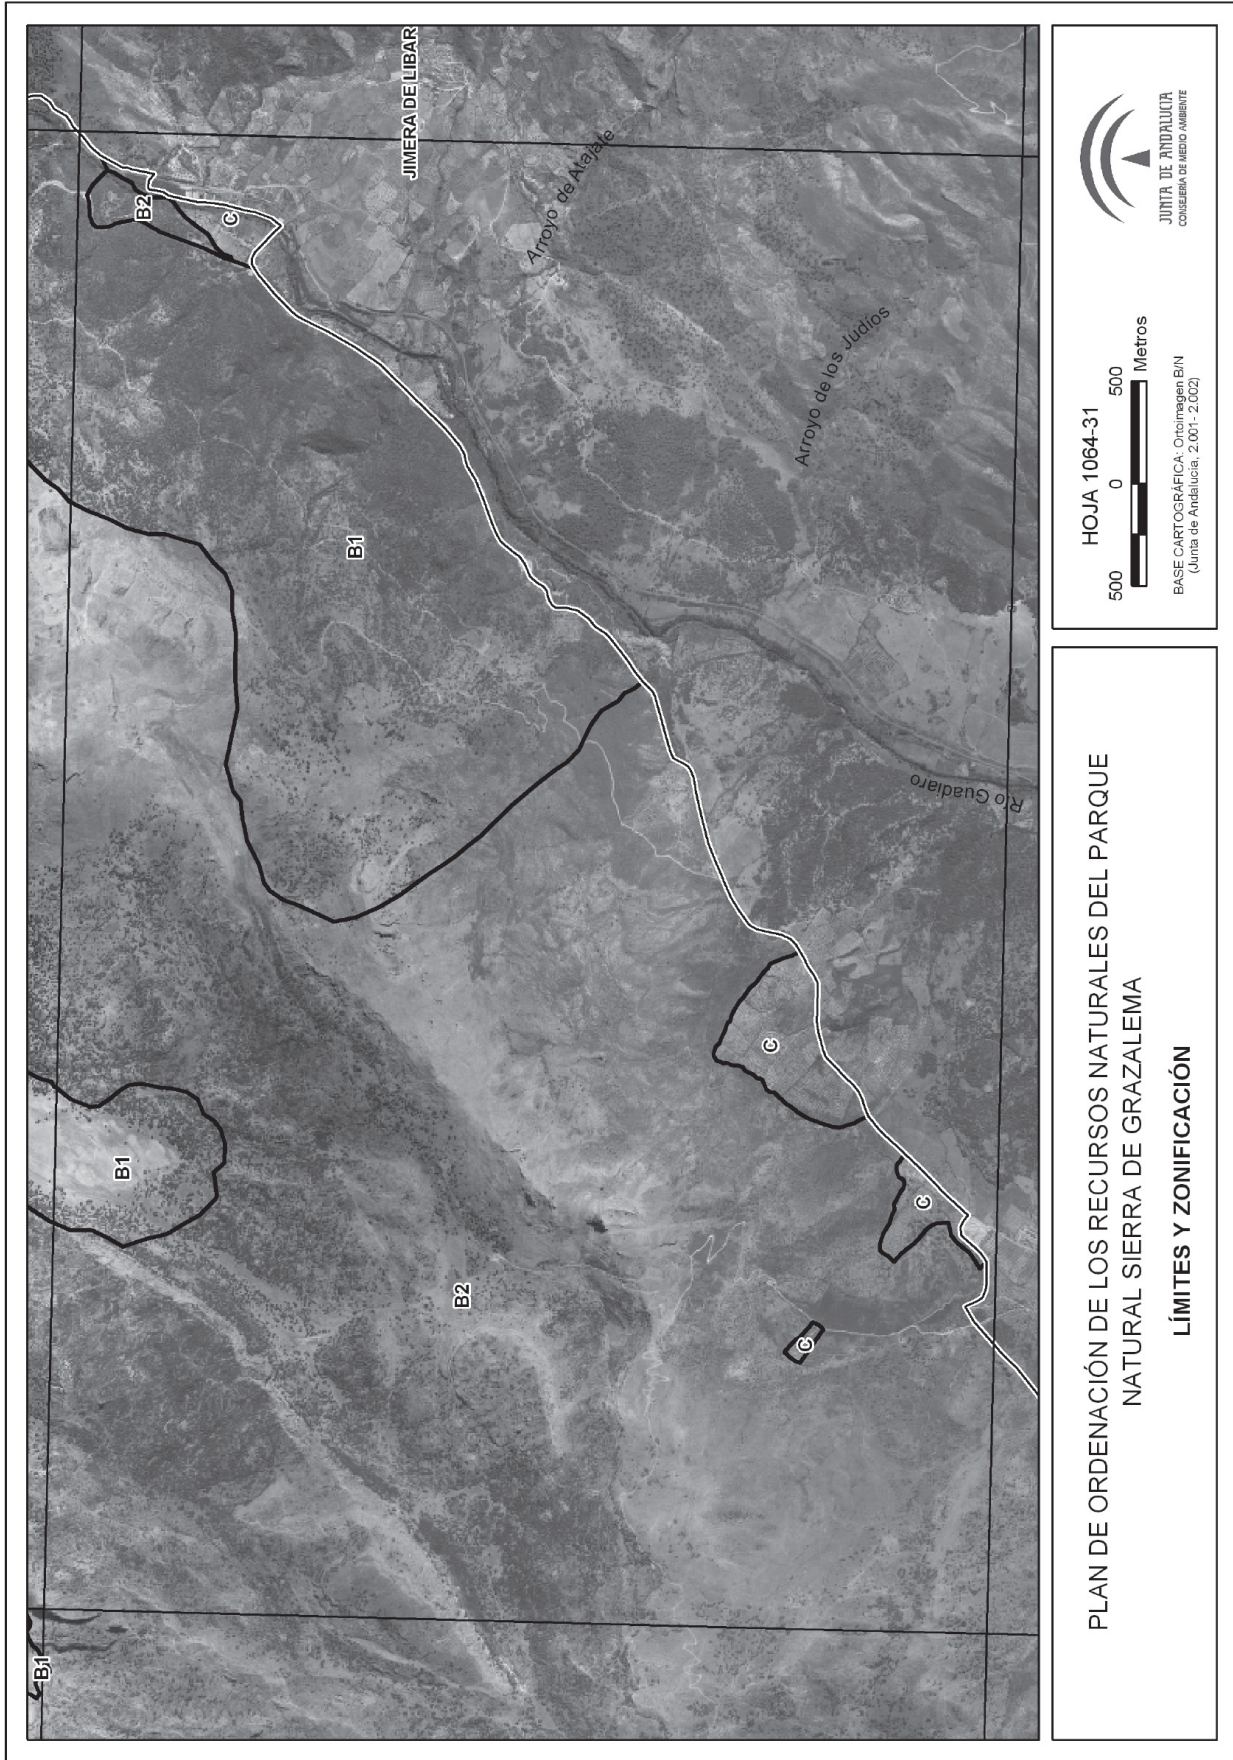 JIMERA DE LIBAR
B2
C
Arroyo de Atajate
Arroyo de los Judíos
B1
Río Guadiaro
B1
C
B2
C
C
B1
PLAN DE ORDENACIÓN DE LOS RECURSOS NATURALES DEL PARQUE
NATURAL SIERRA DE GRAZALEMA
LÍMITES Y ZONIFICACIÓN
HOJA 1064-31
500 0 500
Metros
BASE CARTOGRÁFICA: Ortoimagen B/N
(Junta de Andalucía, 2.001- 2.002)
JUNTA DE ANDALUCIA
CONSEJERÍA DE MEDIO AMBIENTE